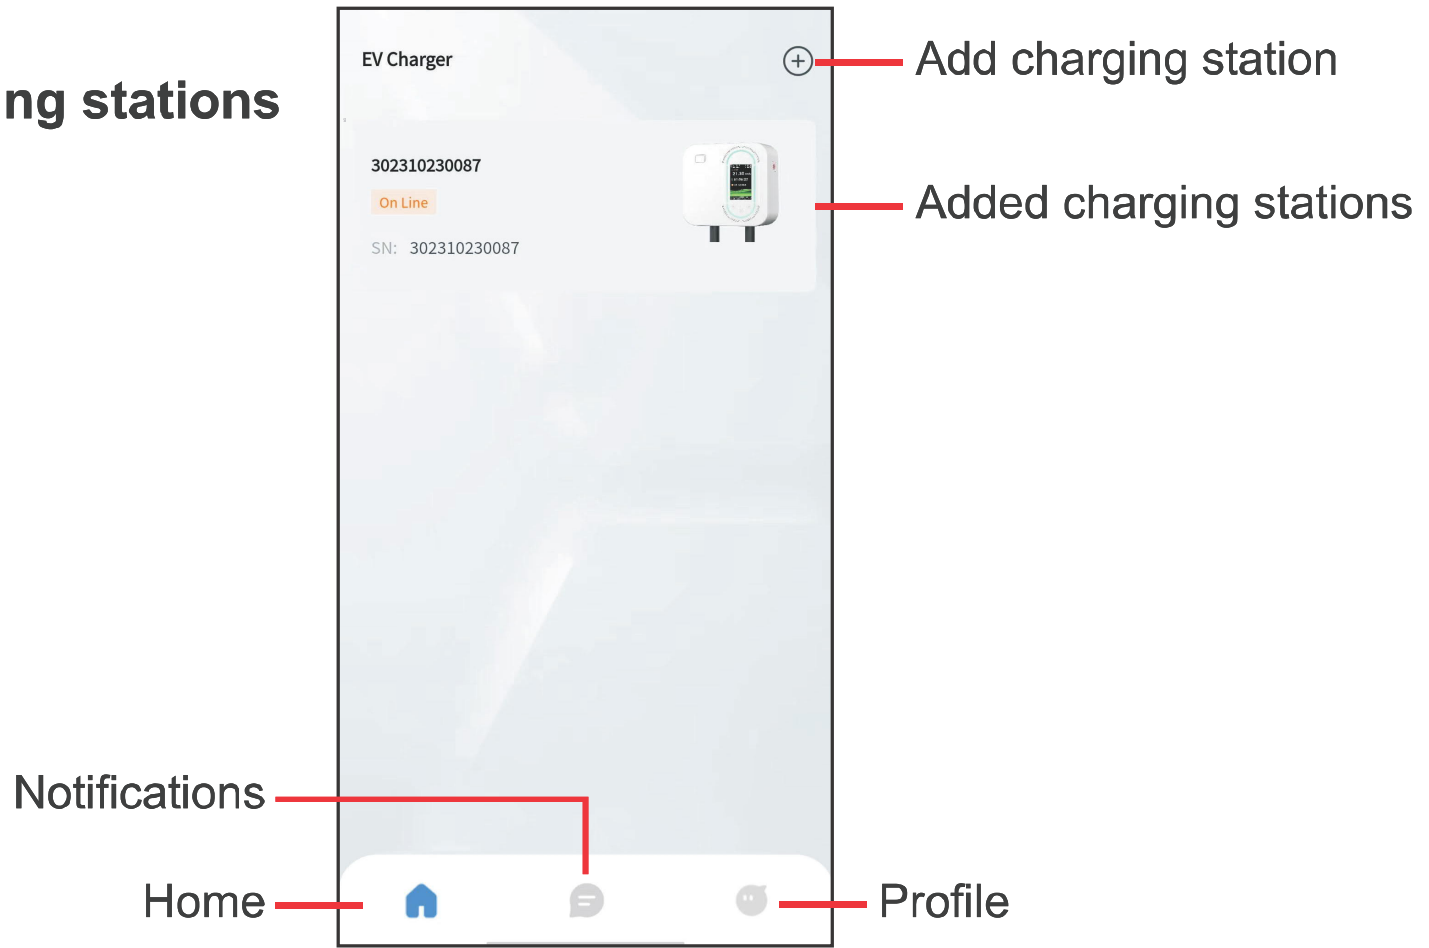 ng stations
EV Charger
Add charging station
302310230087
On Line
SN: 302310230087
Added charging stations
Notifications
Home
Profile